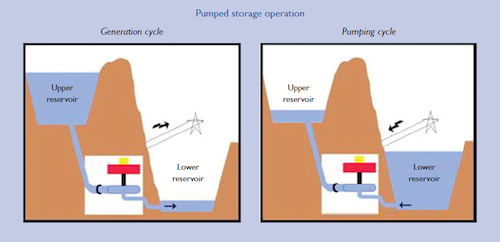 Pumped storage operation
Generation cycle
Pumping cycle
Upper
reservoir
Lower
reservoir
Upper
reservoir
Lower
reservoir